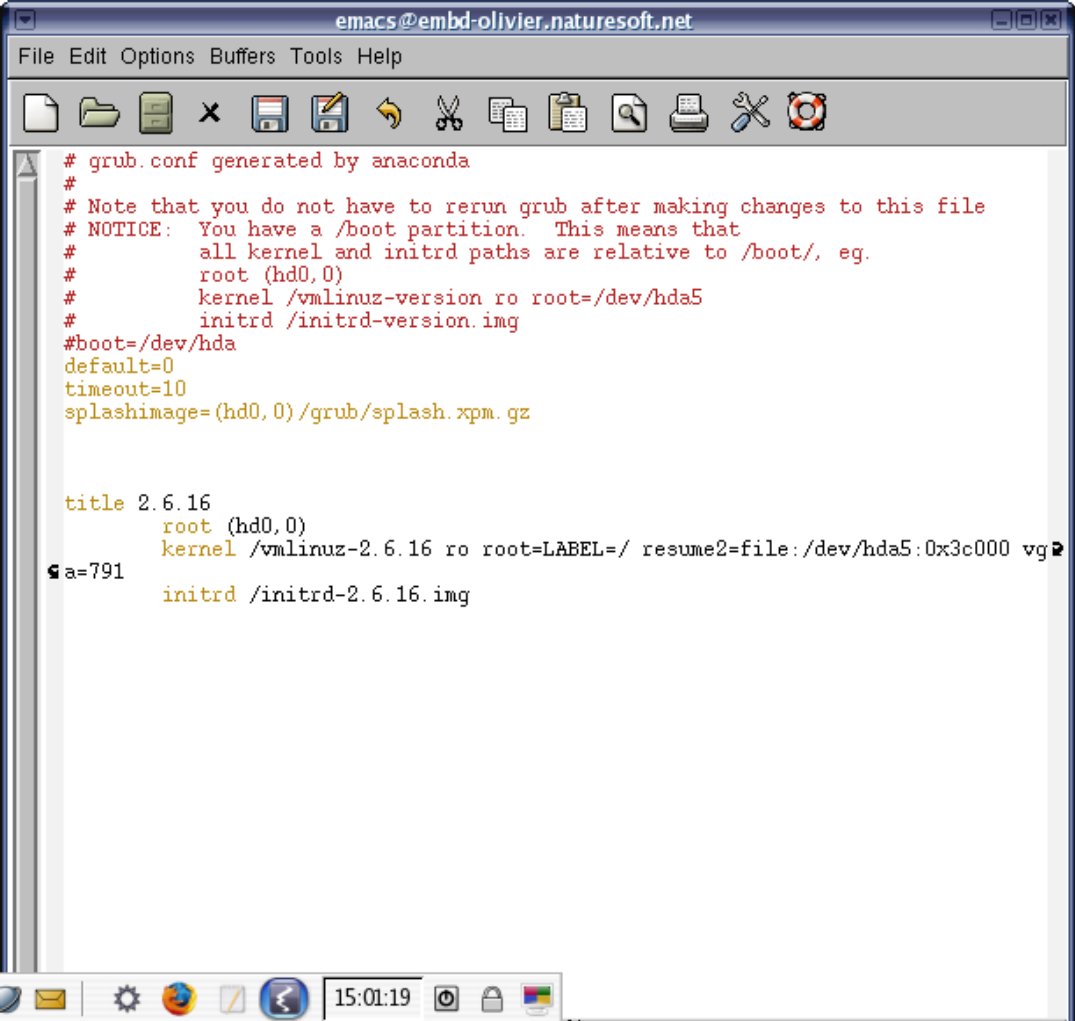 emacs@embd-olivier.naturesoft.net
File Edit Options Buffers Tools Help
# grub.conf generated by anaconda
#
# Note that you do not have to rerun grub after making changes to this file
# NOTICE:  You have a /boot partition.  This means that
#          all kernel and initrd paths are relative to /boot/, eg.
#          root (hd0,0)
#          kernel /vmlinuz-version ro root=/dev/hda5
#          initrd /initrd-version.img
#boot=/dev/hda
default=0
timeout=10
splashimage=(hd0,0)/grub/splash.xpm.gz
title 2.6.16
        root (hd0,0)
        kernel /vmlinuz-2.6.16 ro root=LABEL=/ resume2=file:/dev/hda5:0x3c000 vg
a=791
        initrd /initrd-2.6.16.img
15:01:19